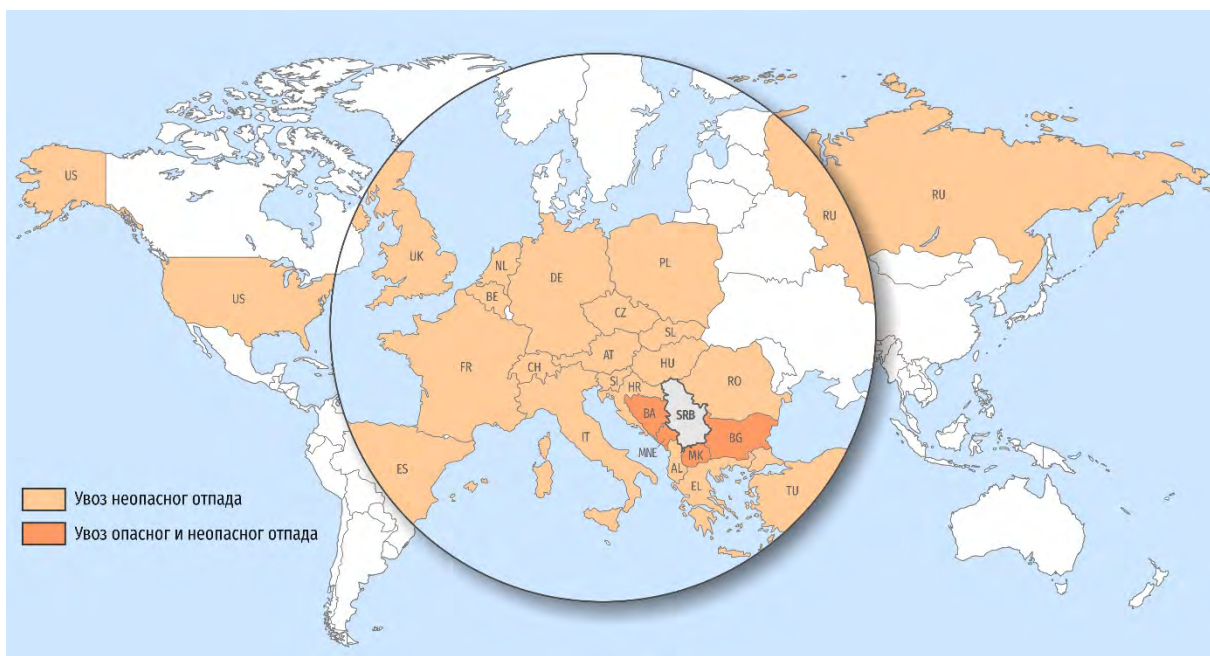 US
US
UK
NL
BE
DE
PL
CZ
SL
FR
CH
AT
HU
SI
HR
RO
BA
SRB
IT
MNE
MK
BG
AL
EL
ES
TU
RU
RU
Увоз неопасног отпада
Увоз опасног и неопасног отпада